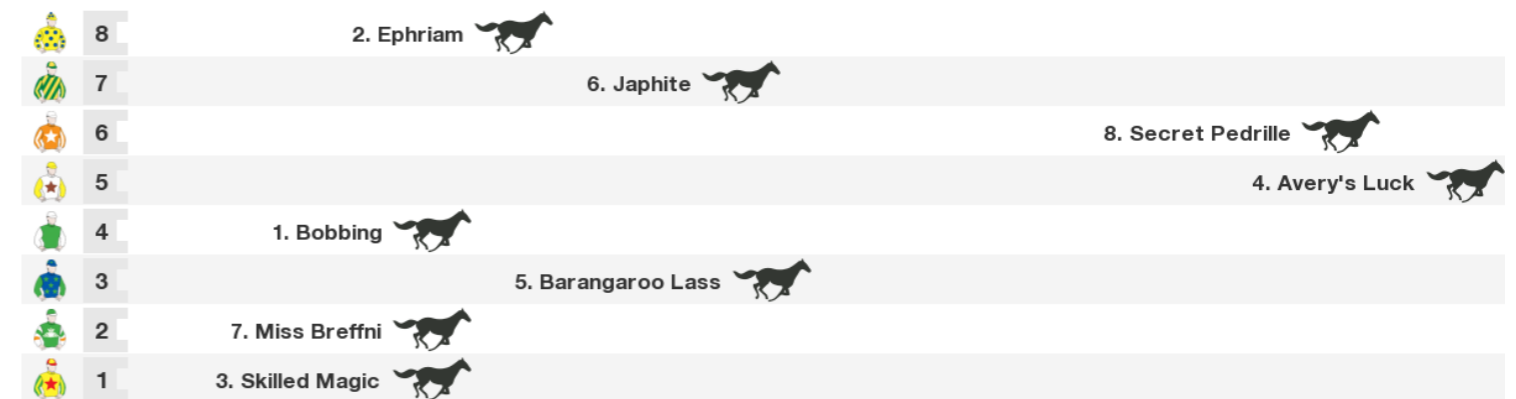 8 2. Ephriam
7 6. Japhite
6 8. Secret Pedrille
5 4. Avery's Luck
4 1. Bobbing
3 5. Barangaroo Lass
2 7. Miss Breffni
1 3. Skilled Magic